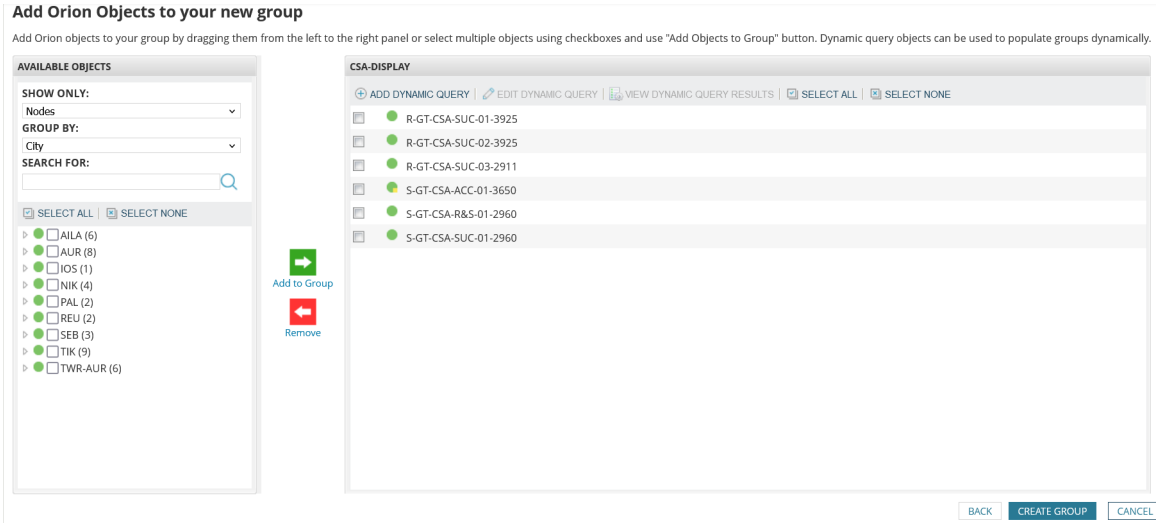 Add Orion Objects to your new group
Add Orion objects to your group by dragging them from the left to the right panel or select multiple objects using checkboxes and use "Add Objects to Group" button. Dynamic query objects can be used to populate groups dynamically.
AVAILABLE OBJECTS
SHOW ONLY:
Nodes
GROUP BY:
City
SEARCH FOR:
SELECT ALL | SELECT NONE
AILA (6)
AUR (8)
IOS (1)
NIK (4)
PAL (2)
REU (2)
SEB (3)
TIK (9)
TWR-AUR (6)
Add to Group
Remove
CSA-DISPLAY
ADD DYNAMIC QUERY | EDIT DYNAMIC QUERY | VIEW DYNAMIC QUERY RESULTS | SELECT ALL | SELECT NONE
R-GT-CSA-SUC-01-3925
R-GT-CSA-SUC-02-3925
R-GT-CSA-SUC-03-2911
S-GT-CSA-ACC-01-3650
S-GT-CSA-R&S-01-2960
S-GT-CSA-SUC-01-2960
BACK CREATE GROUP CANCEL